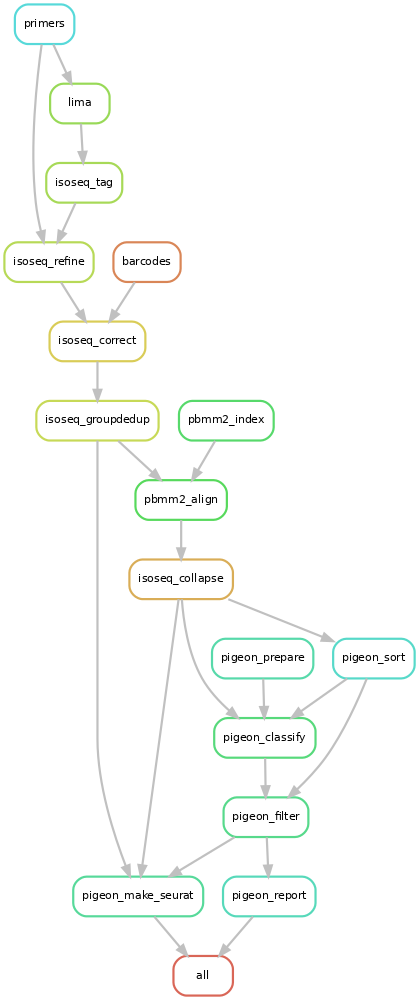 primers
lima
isoseq_tag
isoseq_refine
barcodes
isoseq_correct
isoseq_groupdedup
pbmm2_index
pbmm2_align
isoseq_collapse
pigeon_prepare
pigeon_sort
pigeon_classify
pigeon_filter
pigeon_make_seurat
pigeon_report
all